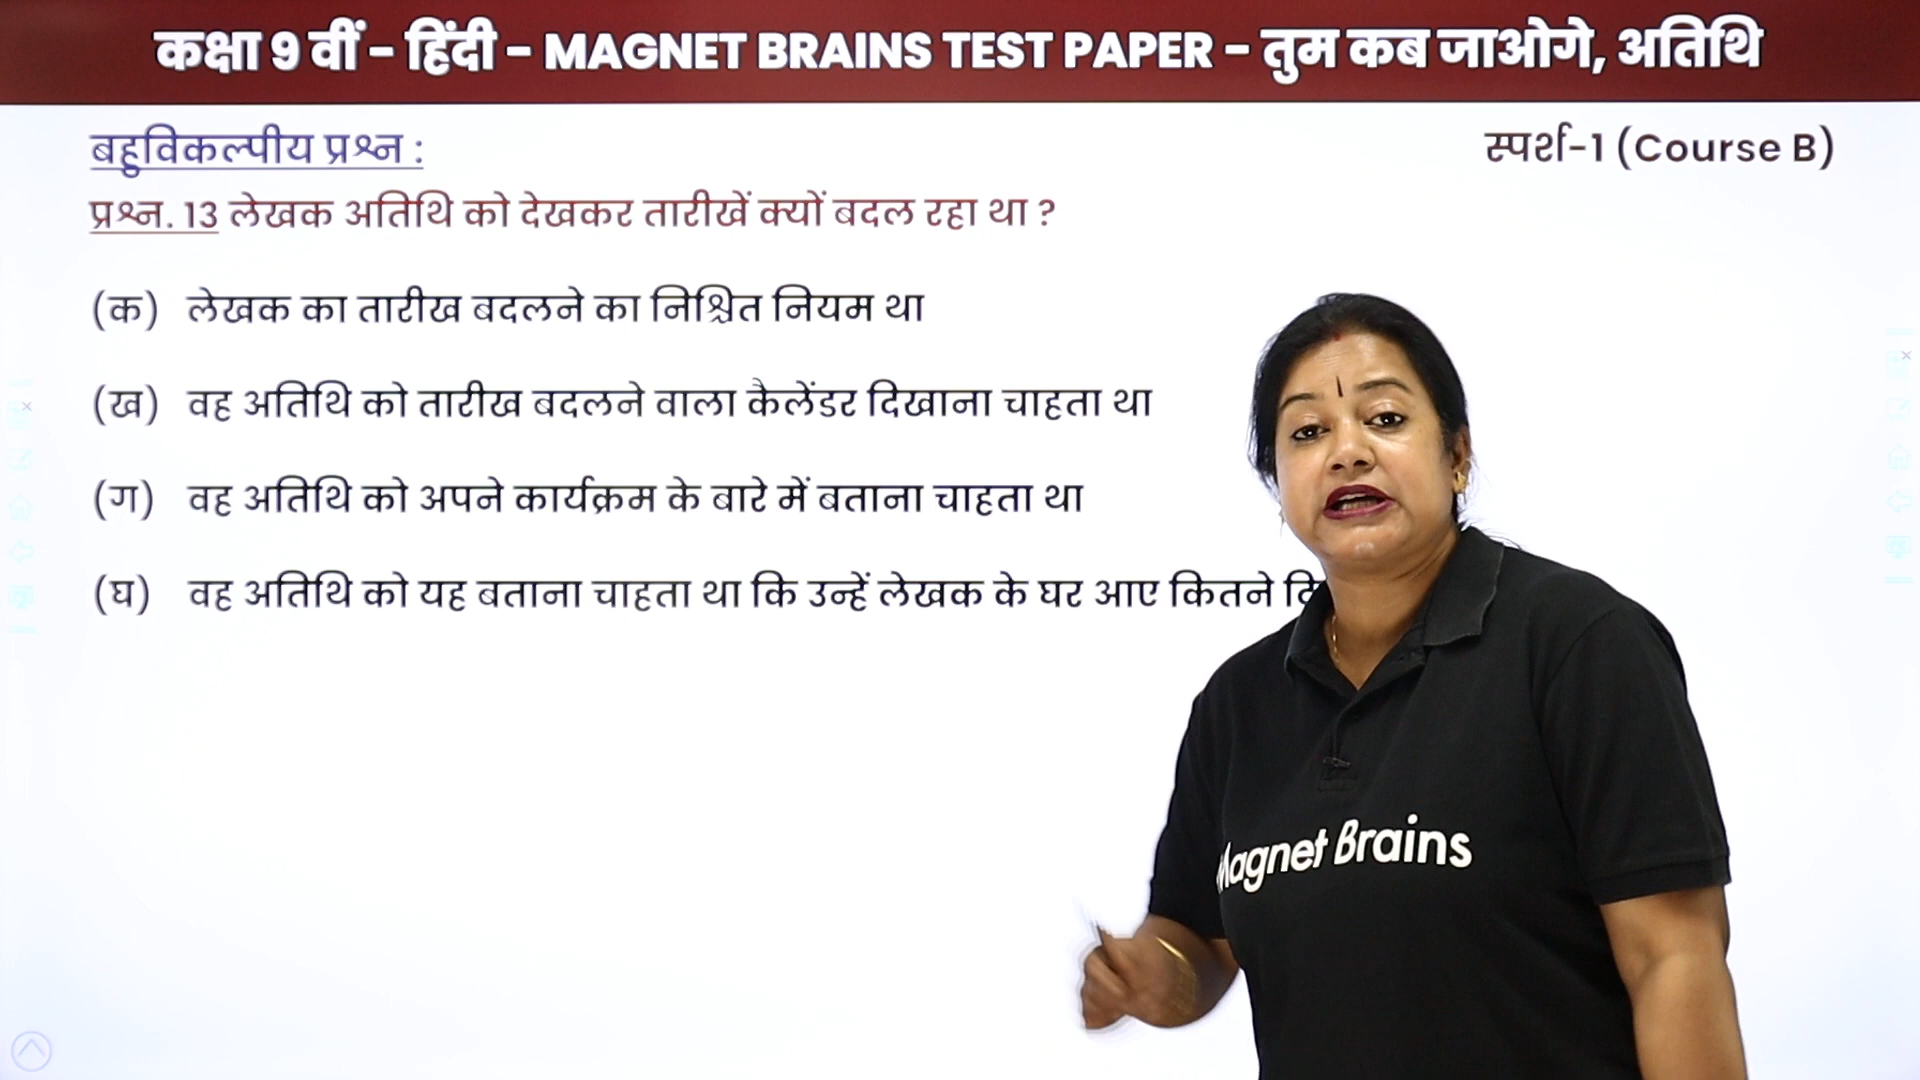 कक्षा 9 वीं - हिंदी - MAGNET BRAINS TEST PAPER - तुम कब जाओगे, अतिथि
बहुविकल्पीय प्रश्न :
स्पर्श-1 (Course B)
प्रश्न. 13 लेखक अतिथि को देखकर तारीखें क्यों बदल रहा था ?
(क) लेखक का तारीख बदलने का निश्चित नियम था
(ख) वह अतिथि को तारीख बदलने वाला कैलेंडर दिखाना चाहता था
(ग) वह अतिथि को अपने कार्यक्रम के बारे में बताना चाहता था
(घ) वह अतिथि को यह बताना चाहता था कि उन्हें लेखक के घर आए कितने
Magnet Brains